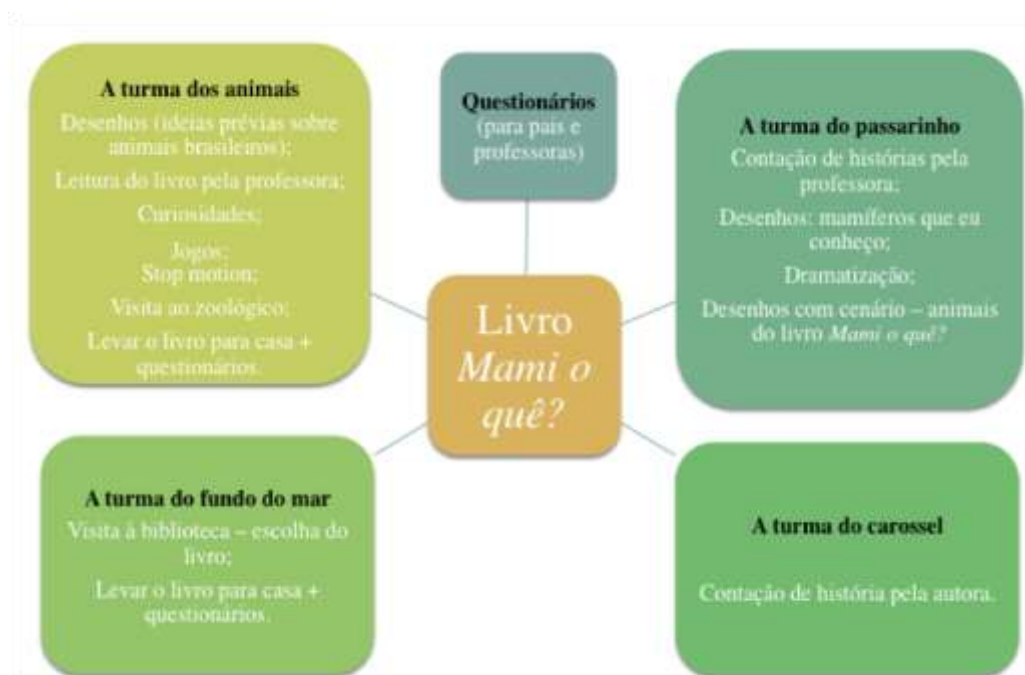 A turma dos animais
Desenhos (ideias prévias sobre
animais brasileiros);
Leitura do livro pela professora;
Curiosidades;
Jogos;
Stop motion;
Visita ao zoológico;
Levar o livro para casa +
questionários.
Questionários
(para pais e
professoras)
A turma do passarinho
Contação de histórias pela
professora;
Desenhos: mamíferos que eu
conheço;
Dramatização;
Desenhos com cenário – animais
do livro Mami o quê?
Livro
Mami o
quê?
A turma do fundo do mar
Visita à biblioteca – escolha do
livro;
Levar o livro para casa +
questionários.
A turma do carossel
Contação de história pela autora.